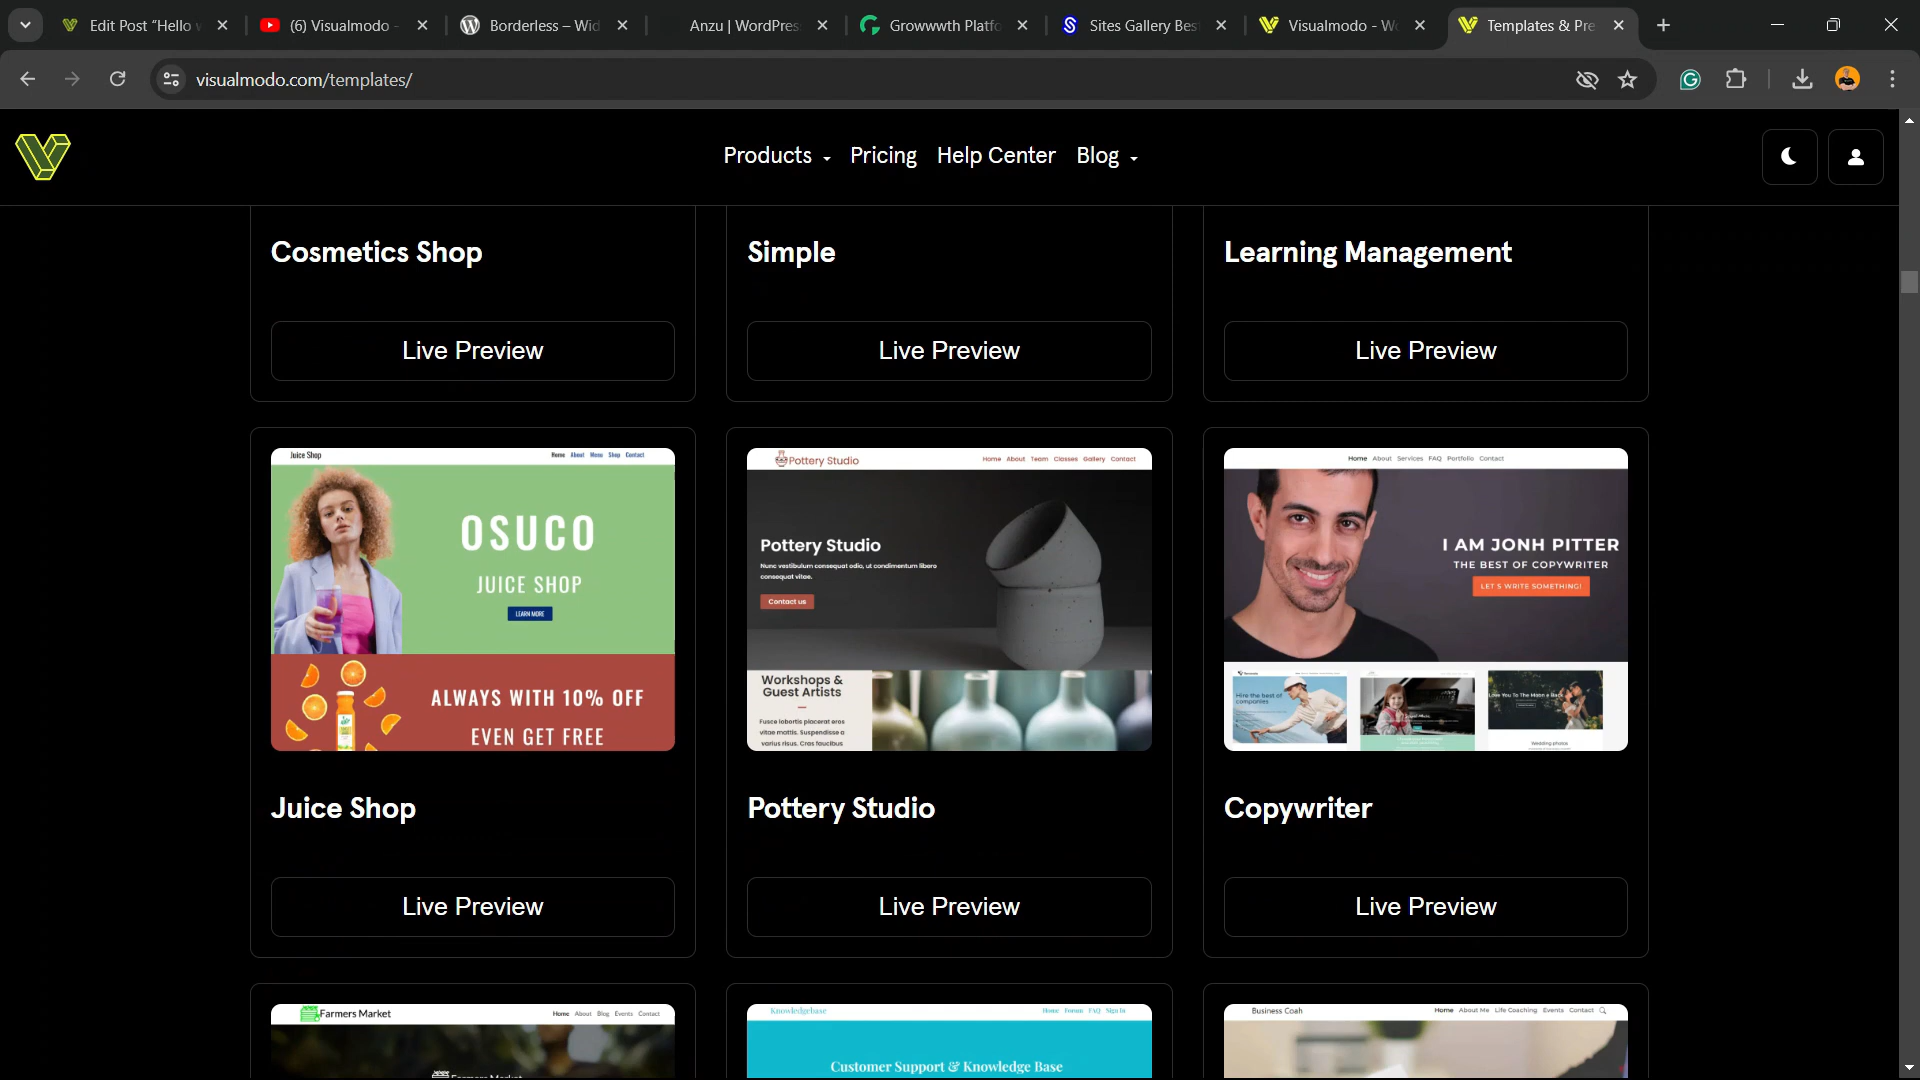 Edit Post “Hello w
(6) Visualmodo -
Borderless – Wid
Anzu | WordPres
Growwwth Platfo
Sites Gallery Bes
Visualmodo - Wo
Templates & Pre
visualmodo.com/templates/
Products
Pricing
Help Center
Blog
Cosmetics Shop
Simple
Learning Management
Live Preview
Live Preview
Live Preview
Juice Shop
Home About Menu Shop Contact
OSUCO
JUICE SHOP
LEARN MORE
ALWAYS WITH 10% OFF
EVEN GET FREE
Pottery Studio
Home About Team Classes Gallery Contact
Pottery Studio
Nunc vestibulum consequat odio, ut condimentum libero
consequat vitae.
Contact us
Workshops &
Guest Artists
Fusce lobortis placerat eros
vitae mattis. Suspendisse a
varius risus. Cras faucibus
Home About Services FAQ Portfolio Contact
I AM JONH PITTER
THE BEST OF COPYWRITER
LET'S WRITE SOMETHING!
Hire the best of
companies
Love You To The Moon & Back
Wedding photos
Juice Shop
Pottery Studio
Copywriter
Live Preview
Live Preview
Live Preview
Farmers Market
Home About Blog Events Contact
Farmers Market
Knowledgebase
Home Forum FAQ Sign In
Customer Support & Knowledge Base
Business Coah
Home About Me Life Coaching Events Contact